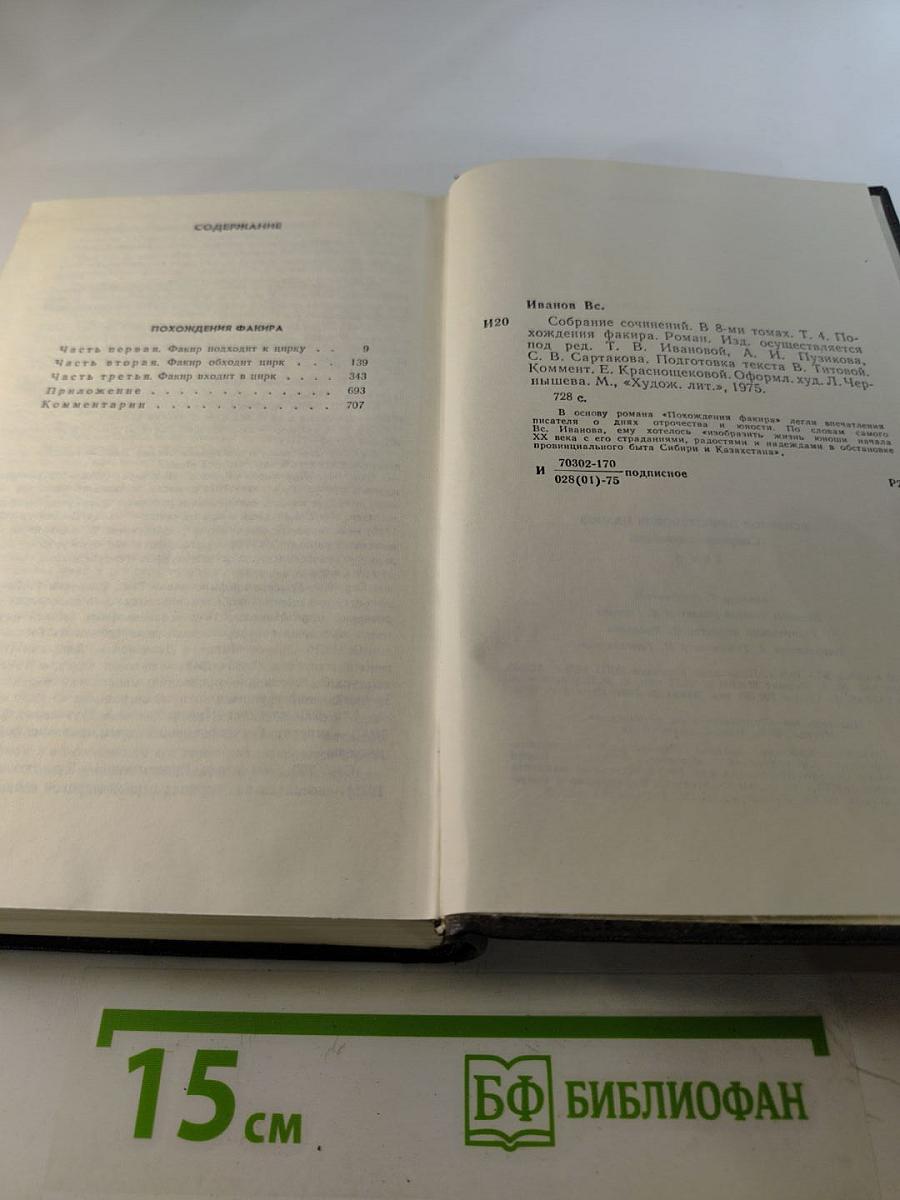 СОДЕРЖАНИЕ
ПОХОЖДЕНИЯ ФАКИРА
Часть первая. Факир подходит к цирку . . 9
Часть вторая. Факир обходит цирк . . . . 139
Часть третья. Факир входит в цирк . . . . 343
Приложение . . . . . . . . . . . . . 693
Комментарии . . . . . . . . . . . . 707
Иванов Вс.
И20 Собрание сочинений. В 8-ми томах. Т. 4. По-
хождения факира. Роман. Изд. осуществляется
под ред. Т. В. Ивановой, А. И. Пузикова,
С. В. Сартакова. Подготовка текста В. Титовой.
Коммент. Е. Краснощековой. Оформл. худ. Л. Чер-
нышева. М., «Худож. лит.», 1975.
728 с.
В основу романа «Похождения факира» легли впечатления
писателя о днях отрочества и юности. По словам самого
Вс. Иванова, ему хотелось «изобразить жизнь юноши начала
XX века с его страданиями, радостями и надеждами в обстановке
провинциального быта Сибири и Казахстана».
И 70302-170 подписное
028(01)-75
15 см
БФ БИБЛИОФАН